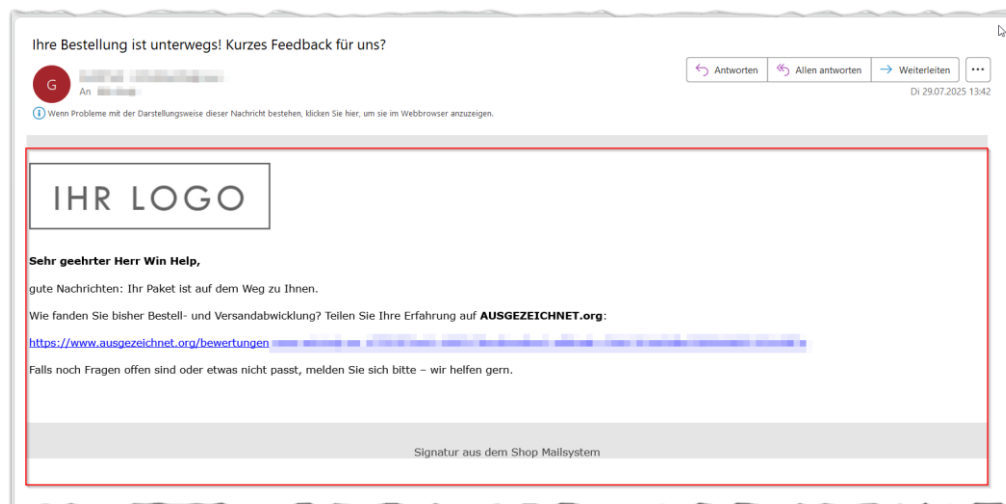 Ihre Bestellung ist unterwegs! Kurzes Feedback für uns?
G
An
Antworten
Allen antworten
Weiterleiten
Di 29.07.2025 13:42
Wenn Probleme mit der Darstellungsweise dieser Nachricht bestehen, klicken Sie hier, um sie im Webbrowser anzuzeigen.
IHR LOGO
Sehr geehrter Herr Win Help,
gute Nachrichten: Ihr Paket ist auf dem Weg zu Ihnen.
Wie fanden Sie bisher Bestell- und Versandabwicklung? Teilen Sie Ihre Erfahrung auf AUSGEZEICHNET.org:
https://www.ausgezeichnet.org/bewertungen
Falls noch Fragen offen sind oder etwas nicht passt, melden Sie sich bitte – wir helfen gern.
Signatur aus dem Shop Mailsystem